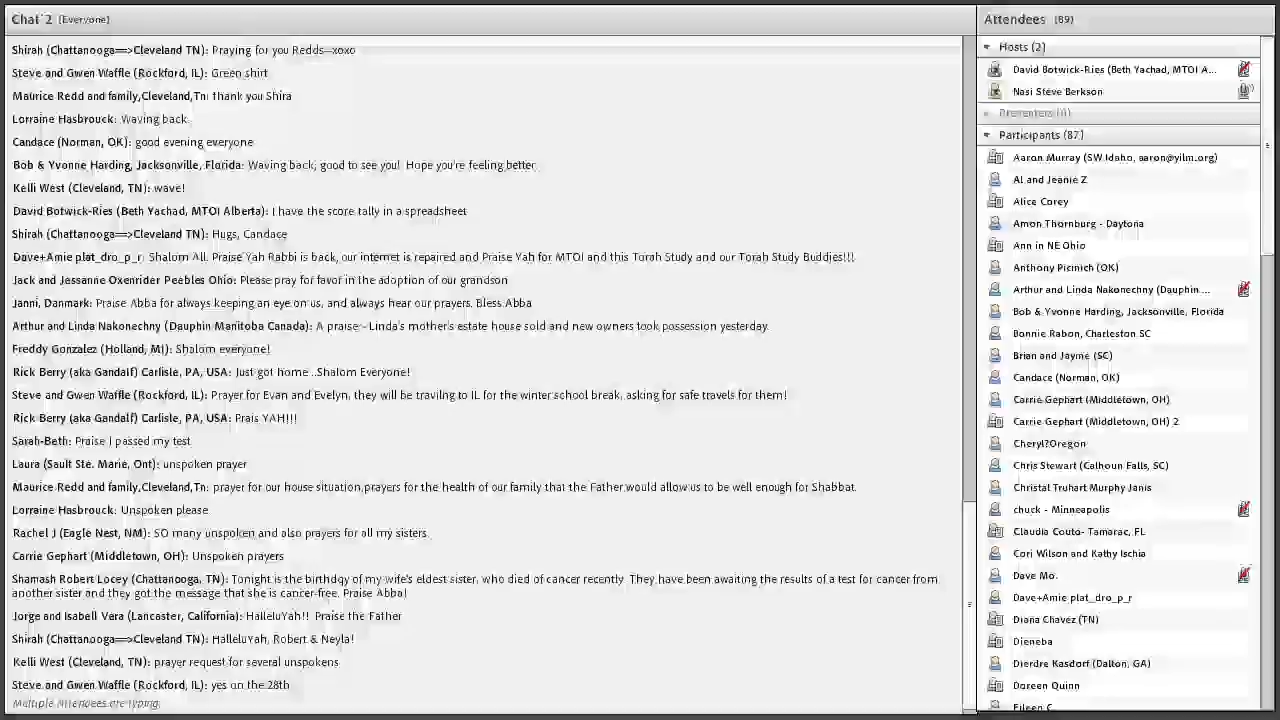 Chat 2 (Everyone)
Shirah (Chattanooga==>Cleveland TN): Praying for you Redds--xoxo
Steve and Gwen Waffle (Rockford, IL): Green shirt
Maurice Redd and family,Cleveland,Tn: thank you Shira
Lorraine Hasbrouck: Waving back.
Candace (Norman, OK): good evening everyone
Bob & Yvonne Harding, Jacksonville, Florida: Waving back, good to see you! Hope you're feeling better
Kelli West (Cleveland, TN): wave!
David Botwick-Ries (Beth Yachad, MTOI Alberta): I have the score tally in a spreadsheet
Shirah (Chattanooga==>Cleveland TN): Hugs, Candace
Dave+Amie plat_dro_p_r: Shalom All. Praise Yah Rabbi is back, our internet is repaired and Praise Yah for MTOI and this Torah Study and our Torah Study Buddies!!!
Jack and Jessanne Oxenrider Peebles Ohio: Please pray for favor in the adoption of our grandson
Janni, Danmark: Praise Abba for always keeping an eye on us, and always hear our prayers. Bless Abba
Arthur and Linda Nakonechny (Dauphin Manitoba Canada): A praise - Linda's mother's estate house sold and new owners took possession yesterday.
Freddy Gonzalez (Holland, MI): Shalom everyone!
Rick Berry (aka Gandalf) Carlisle, PA, USA: Just got home ..Shalom Everyone!
Steve and Gwen Waffle (Rockford, IL): Prayer for Evan and Evelyn, they will be travilng to IL for the winter school break, asking for safe travels for them!
Rick Berry (aka Gandalf) Carlisle, PA, USA: Prais YAH!!!
Sarah-Beth: Praise I passed my test
Laura (Sault Ste. Marie, Ont): unspoken prayer
Maurice Redd and family,Cleveland,Tn: prayer for our house situation,prayers for the health of our family that the Father would allow us to be well enough for Shabbat.
Lorraine Hasbrouck: Unspoken please
Rachel J (Eagle Nest, NM): SO many unspoken and also prayers for all my sisters
Carrie Gephart (Middletown, OH): Unspoken prayers
Shamash Robert Locey (Chattanooga, TN): Tonight is the birthday of my wife's eldest sister, who died of cancer recently. They have been awaiting the results of a test for cancer from
another sister and they got the message that she is cancer-free. Praise Abba!
Jorge and Isabell Vera (Lancaster, California): HalleluYah!! Praise the Father
Shirah (Chattanooga==>Cleveland TN): HalleluYah, Robert & Neyla!
Kelli West (Cleveland, TN): prayer request for several unspokens
Steve and Gwen Waffle (Rockford, IL): yes on the 28th
Multiple Attendees are typing.
Attendees (89)
Hosts (2)
David Botwick-Ries (Beth Yachad, MTOI A...
Nasi Steve Berkson
Presenters (0)
Participants (87)
Aaron Murray (SW Idaho, aaron@yilm.org)
Al and Jeanie Z
Alice Corey
Amon Thornburg - Daytona
Ann in NE Ohio
Anthony Pisinich (OK)
Arthur and Linda Nakonechny (Dauphin ...
Bob & Yvonne Harding, Jacksonville, Florida
Bonnie Rabon, Charleston SC
Brian and Jayme (SC)
Candace (Norman, OK)
Carrie Gephart (Middletown, OH)
Carrie Gephart (Middletown, OH) 2
Cheryl?Oregon
Chris Stewart (Calhoun Falls, SC)
Christal Truhart Murphy Janis
chuck - Minneapolis
Claudia Couto- Tamarac, FL
Cori Wilson and Kathy Ischia
Dave Mo.
Dave+Amie plat_dro_p_r
Diana Chavez (TN)
Dieneba
Dierdre Kasdorf (Dalton, GA)
Doreen Quinn
Eileen C